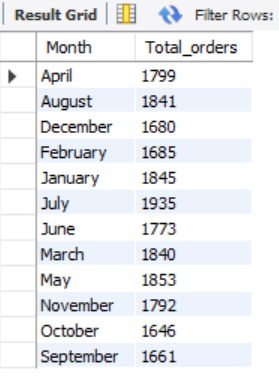 Result Grid Filter Rows:
Month Total_orders
April 1799
August 1841
December 1680
February 1685
January 1845
July 1935
June 1773
March 1840
May 1853
November 1792
October 1646
September 1661